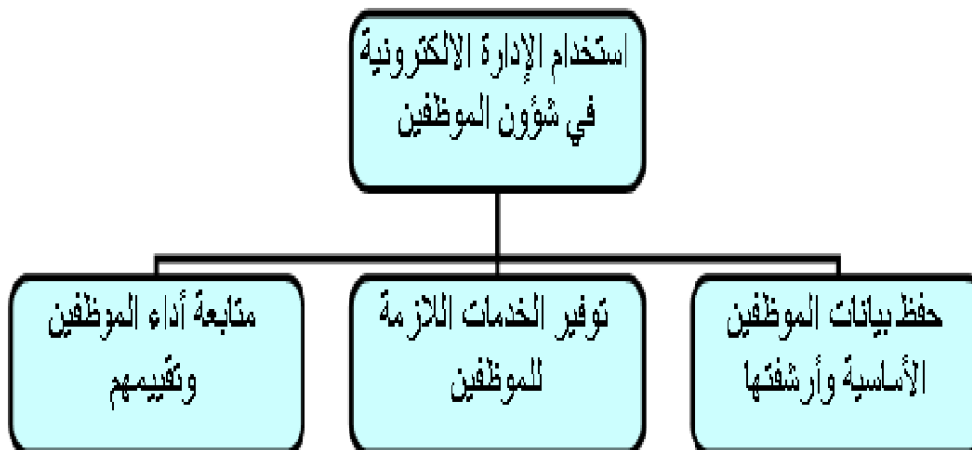 استخدام الإدارة الالكترونية
في شؤون الموظفين
حفظ بيانات الموظفين
الأساسية وأرشفتها
توفير الخدمات اللازمة
للموظفين
متابعة أداء الموظفين
وتقييمهم